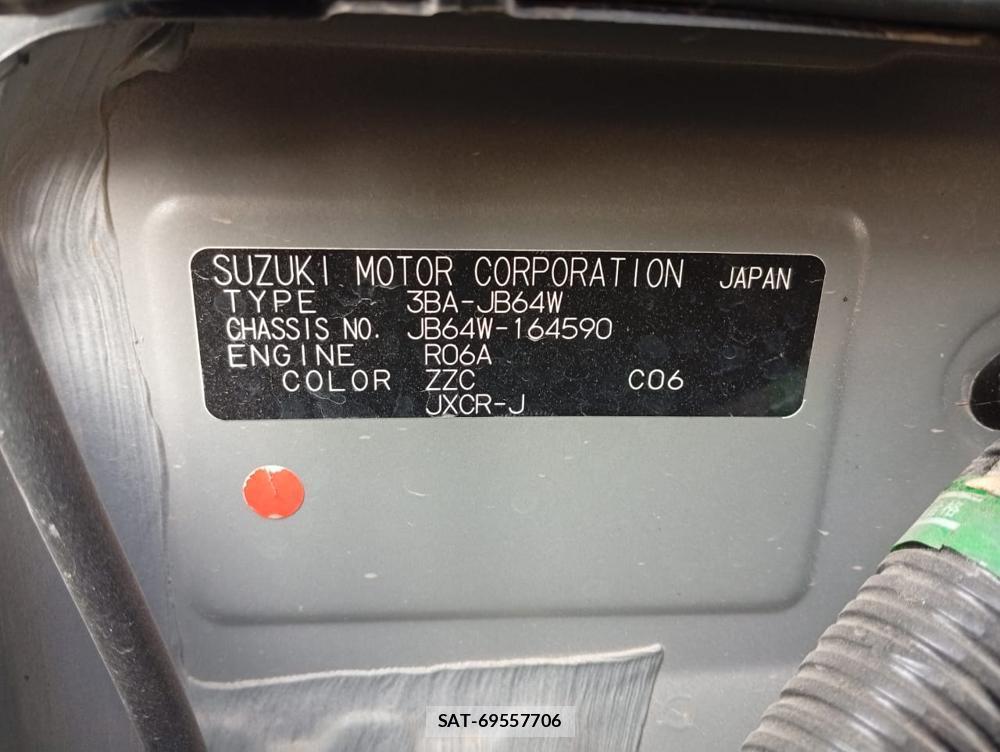 SUZUKI MOTOR CORPORATION JAPAN
TYPE 3BA-JB64W
CHASSIS NO. JB64W-164590
ENGINE R06A
COLOR ZZC C06
JXCR-J
SAT-69557706